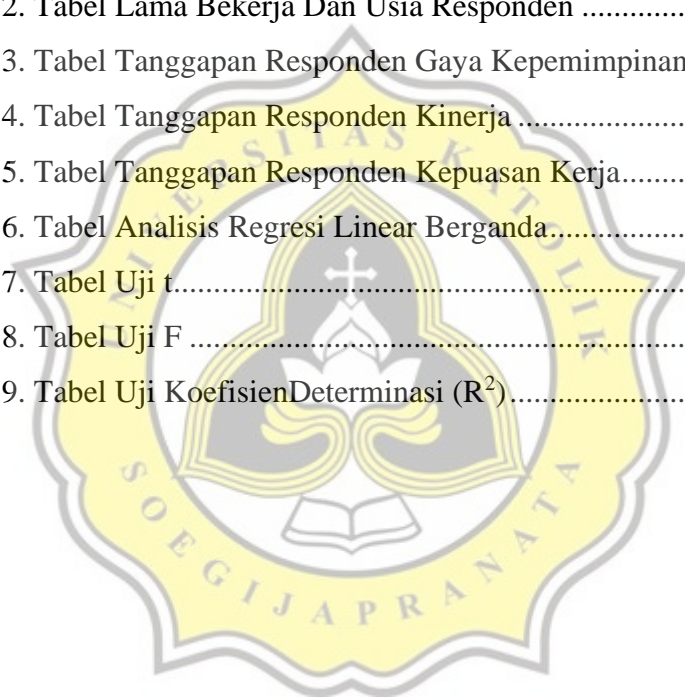 2. Tabel Lama Bekerja Dan Usia Responden .............
3. Tabel Tanggapan Responden Gaya Kepemimpinan
4. Tabel Tanggapan Responden Kinerja ....................
5. Tabel Tanggapan Responden Kepuasan Kerja.......
6. Tabel Analisis Regresi Linear Berganda................
7. Tabel Uji t..............................................................
8. Tabel Uji F ............................................................
9. Tabel Uji KoefisienDeterminasi (R²)....................
UNIVERSITAS KATOLIK
SOEGIJAPRANATA